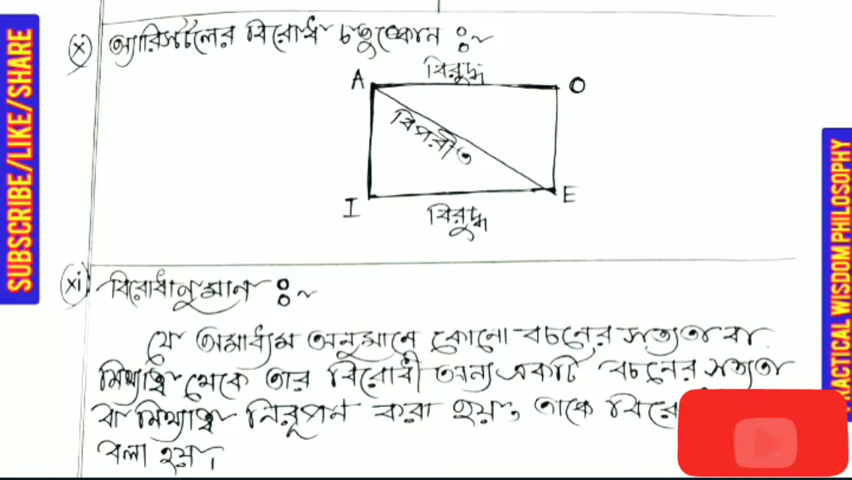 (x) অ্যারিস্টটলের বিরোধ চতুষ্কোন :~
বিরুদ্ধ
A
O
বিপরীত
I
E
বিরুদ্ধ
(xi) বিরোধানুমান :~
যে অমাধ্যম অনুমানে কোনো বচনের সত্যতা বা
মিথ্যাত্ব থেকে তার বিরোধী অন্য একটি বচনের সত্যতা
বা মিথ্যাত্ব নিরূপন করা হয়, তাকে
বলা হয়।
SUBSCRIBE/LIKE/SHARE
PRACTICAL WISDOM PHILOSOPHY